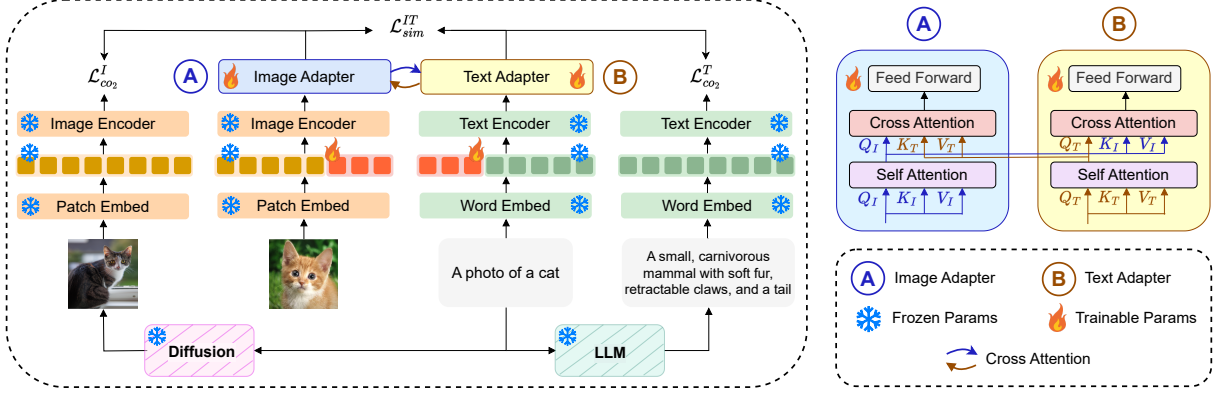 $\mathcal{L}^{IT}_{sim}$
$\mathcal{L}^{I}_{co_2}$
A
Image Adapter
Text Adapter
B
$\mathcal{L}^{T}_{co_2}$
Image Encoder
Image Encoder
Text Encoder
Text Encoder
Patch Embed
Patch Embed
Word Embed
Word Embed
A photo of a cat
A small, carnivorous
mammal with soft fur,
retractable claws, and a tail
Diffusion
LLM
A
Feed Forward
Cross Attention
$Q_I$ $K_T$ $V_T$
Self Attention
$Q_I$ $K_I$ $V_I$
B
Feed Forward
Cross Attention
$Q_T$ $K_I$ $V_I$
Self Attention
$Q_T$ $K_T$ $V_T$
A Image Adapter
B Text Adapter
Frozen Params
Trainable Params
Cross Attention